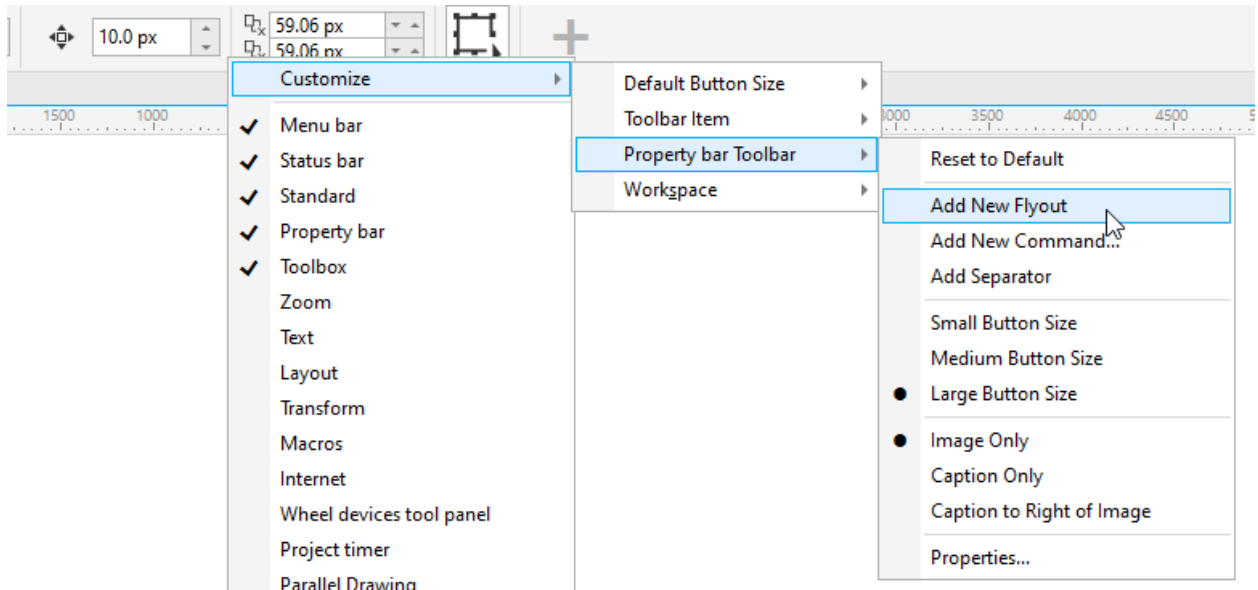 10.0 px
59.06 px
59.06 px
1500 1000
3500 4000 4500
Customize
Menu bar
Status bar
Standard
Property bar
Toolbox
Zoom
Text
Layout
Transform
Macros
Internet
Wheel devices tool panel
Project timer
Parallel Drawing
Default Button Size
Toolbar Item
Property bar Toolbar
Workspace
Reset to Default
Add New Flyout
Add New Command...
Add Separator
Small Button Size
Medium Button Size
Large Button Size
Image Only
Caption Only
Caption to Right of Image
Properties...